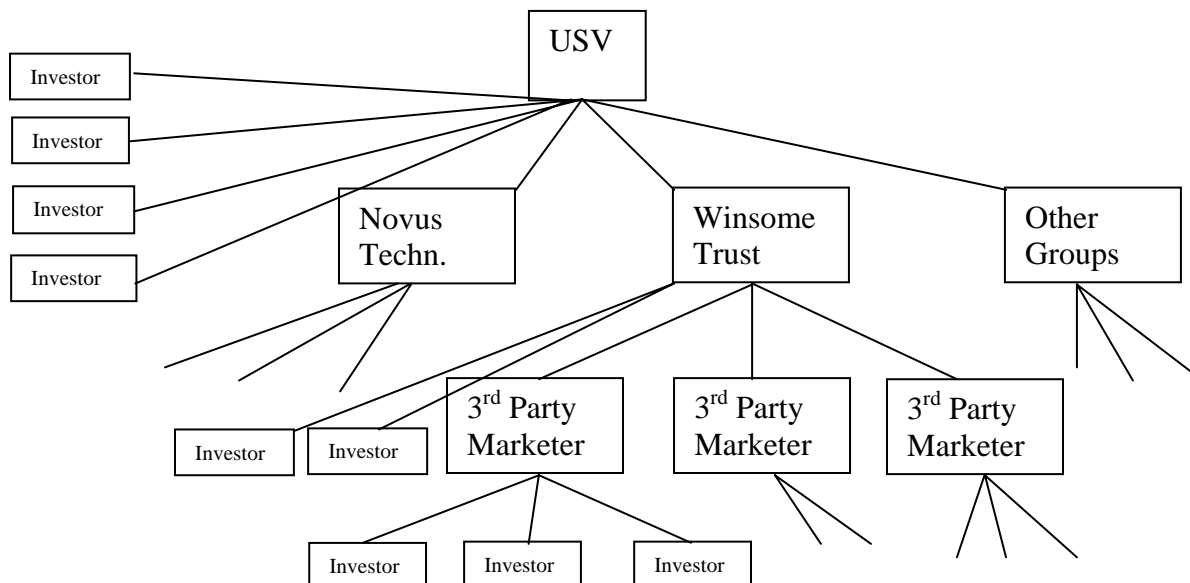 USV
Investor
Investor
Investor
Investor
Novus
Techn.
Winsome
Trust
Other
Groups
3rd Party
Marketer
3rd Party
Marketer
3rd Party
Marketer
Investor
Investor
Investor
Investor
Investor